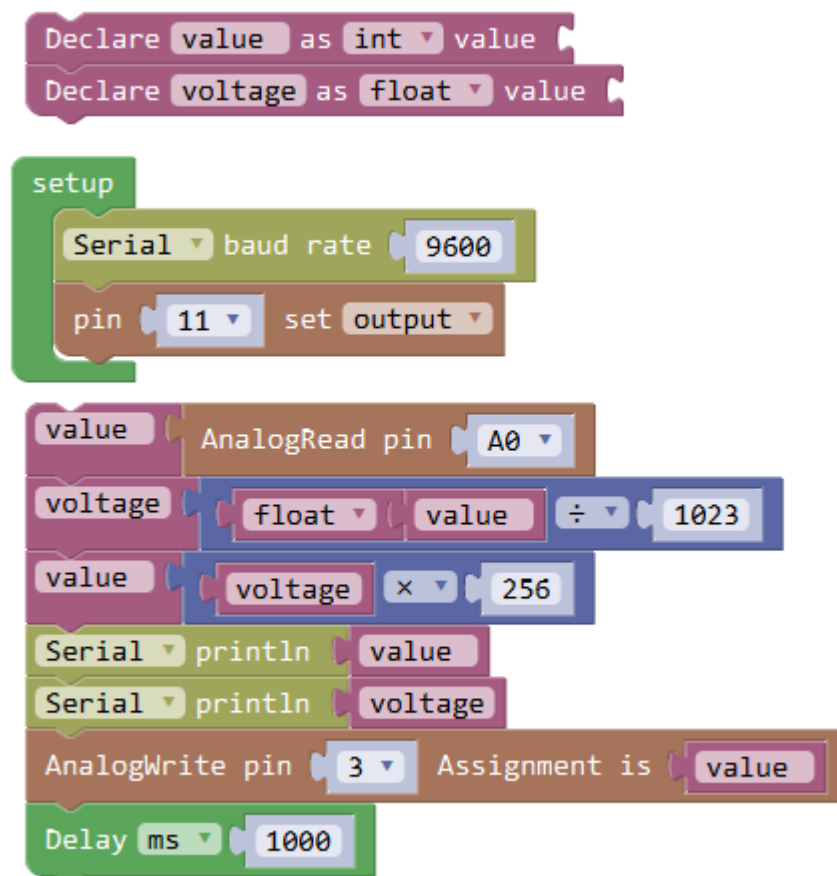 Declare value as int value
Declare voltage as float value
setup
Serial baud rate 9600
pin 11 set output
value AnalogRead pin A0
voltage float value ÷ 1023
value voltage × 256
Serial println value
Serial println voltage
AnalogWrite pin 3 Assignment is value
Delay ms 1000